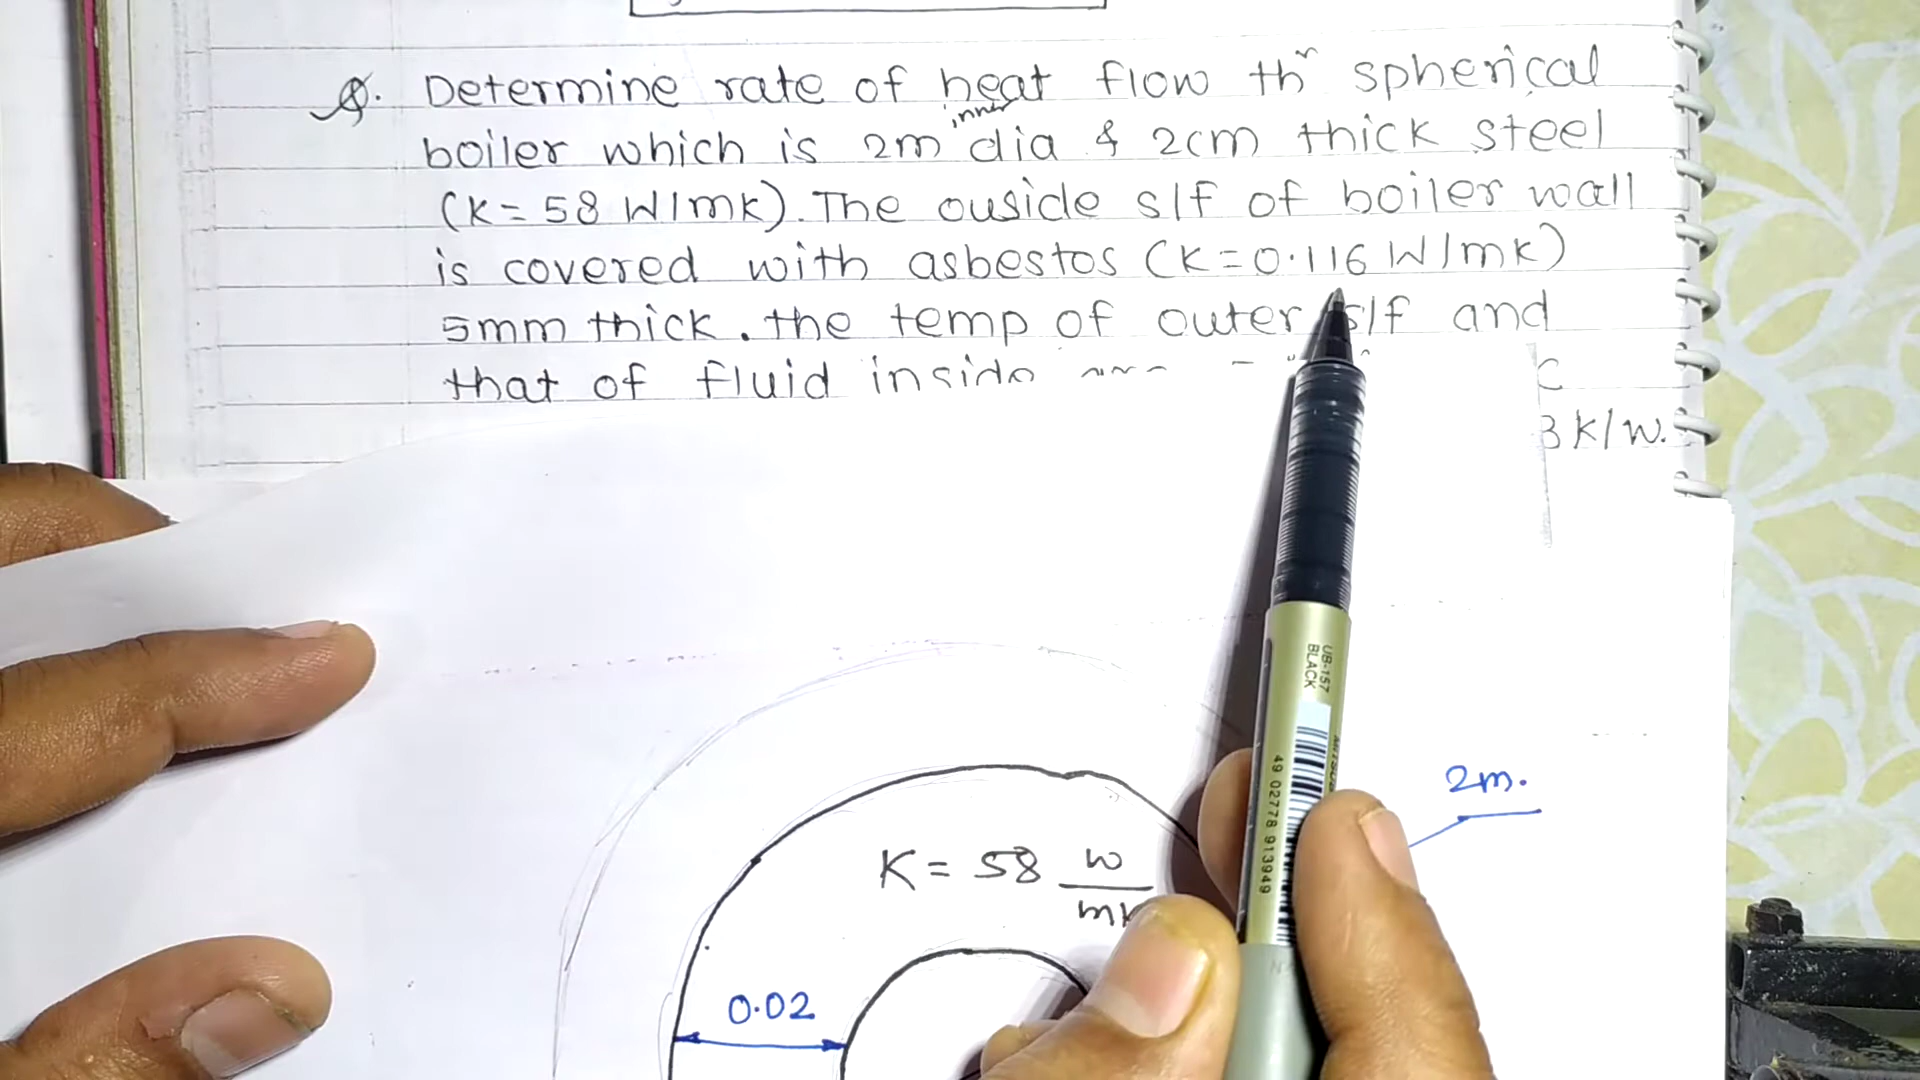 Q. Determine rate of heat flow thr spherical
inner
boiler which is 2m dia & 2cm thick steel
(K=58 W/mk). The ouside s/f of boiler wall
is covered with asbestos (K=0.116 W/mk)
5mm thick. the temp of outer s/f and
that of fluid inside
C
3 K/W.
2m.
K = 58 w
mk
0.02
UB-157
BLACK
49 02778 913949